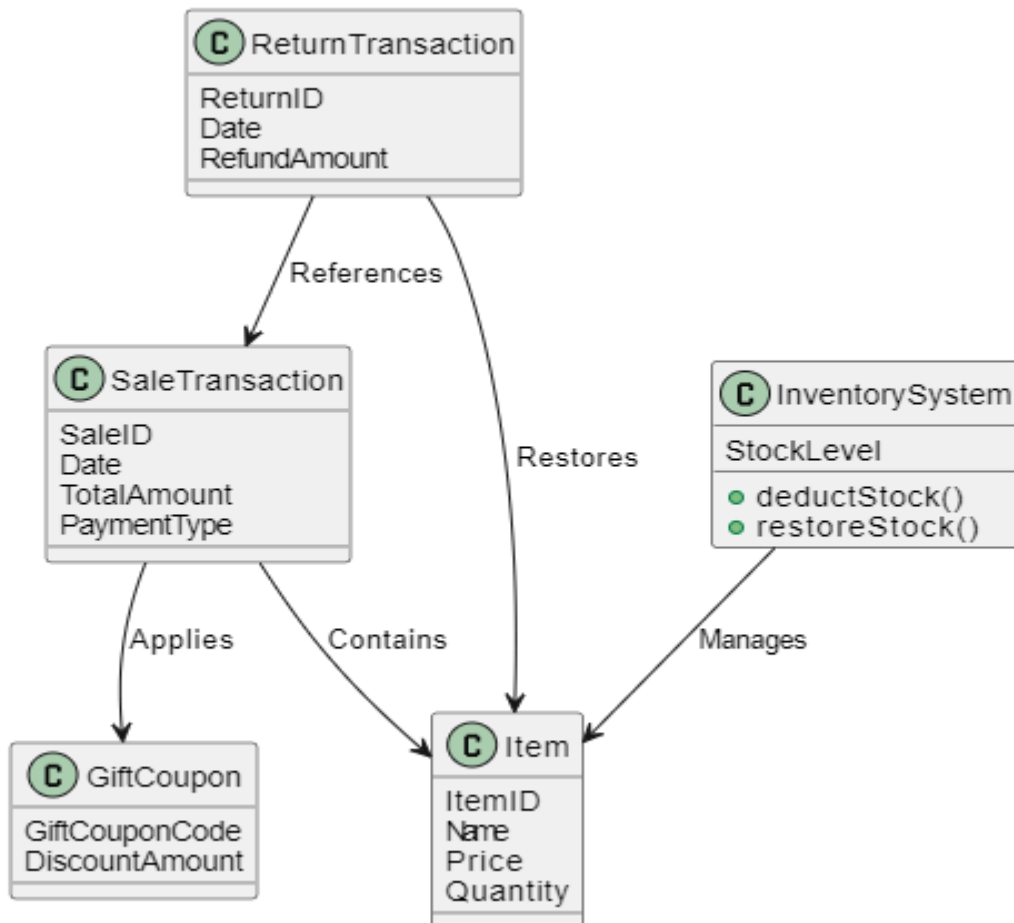 C ReturnTransaction
ReturnID
Date
RefundAmount
References
C SaleTransaction
SaleID
Date
TotalAmount
PaymentType
Restores
C InventorySystem
StockLevel
deductStock()
restoreStock()
Applies
Contains
Manages
C GiftCoupon
GiftCouponCode
DiscountAmount
C Item
ItemID
Name
Price
Quantity